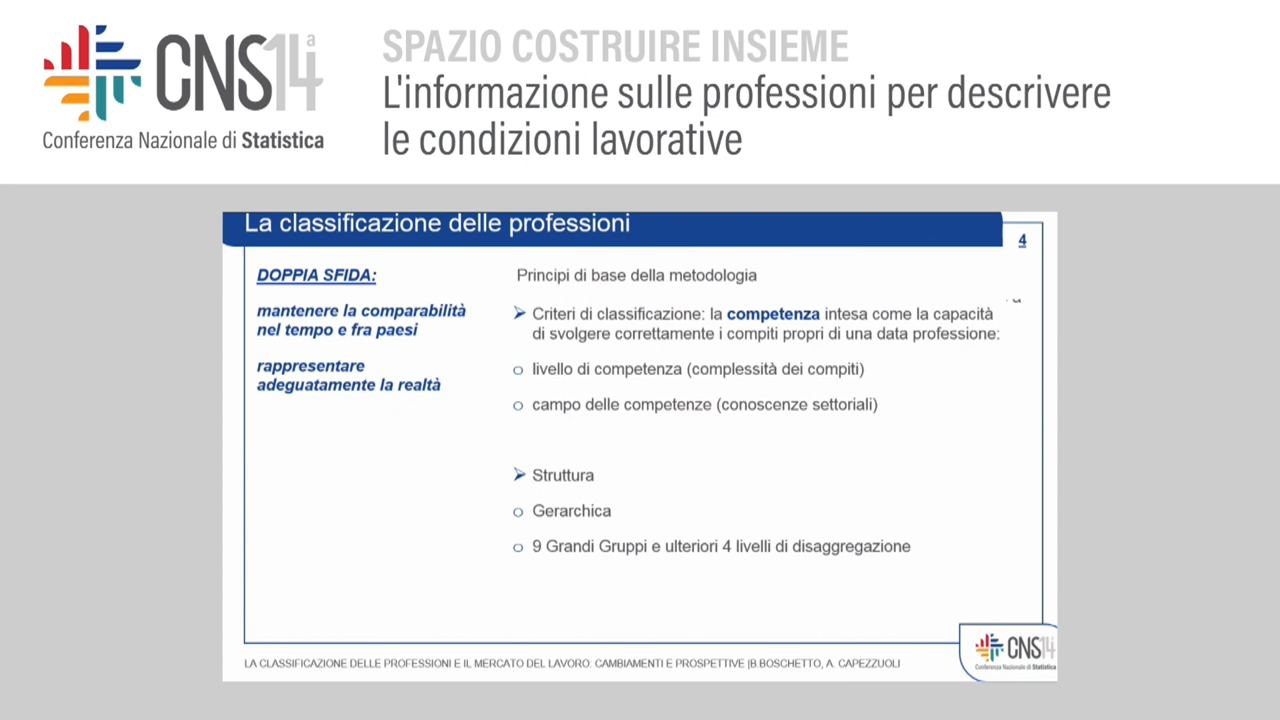 CNS14ª
Conferenza Nazionale di Statistica
SPAZIO COSTRUIRE INSIEME
L'informazione sulle professioni per descrivere
le condizioni lavorative
La classificazione delle professioni
4
DOPPIA SFIDA:
mantenere la comparabilità
nel tempo e fra paesi
rappresentare
adeguatamente la realtà
Principi di base della metodologia
Criteri di classificazione: la competenza intesa come la capacità
di svolgere correttamente i compiti propri di una data professione:
livello di competenza (complessità dei compiti)
campo delle competenze (conoscenze settoriali)
Struttura
Gerarchica
9 Grandi Gruppi e ulteriori 4 livelli di disaggregazione
LA CLASSIFICAZIONE DELLE PROFESSIONI E IL MERCATO DEL LAVORO: CAMBIAMENTI E PROSPETTIVE |B.BOSCHETTO, A. CAPEZZUOLI
CNS14
Conferenza Nazionale di Statistica